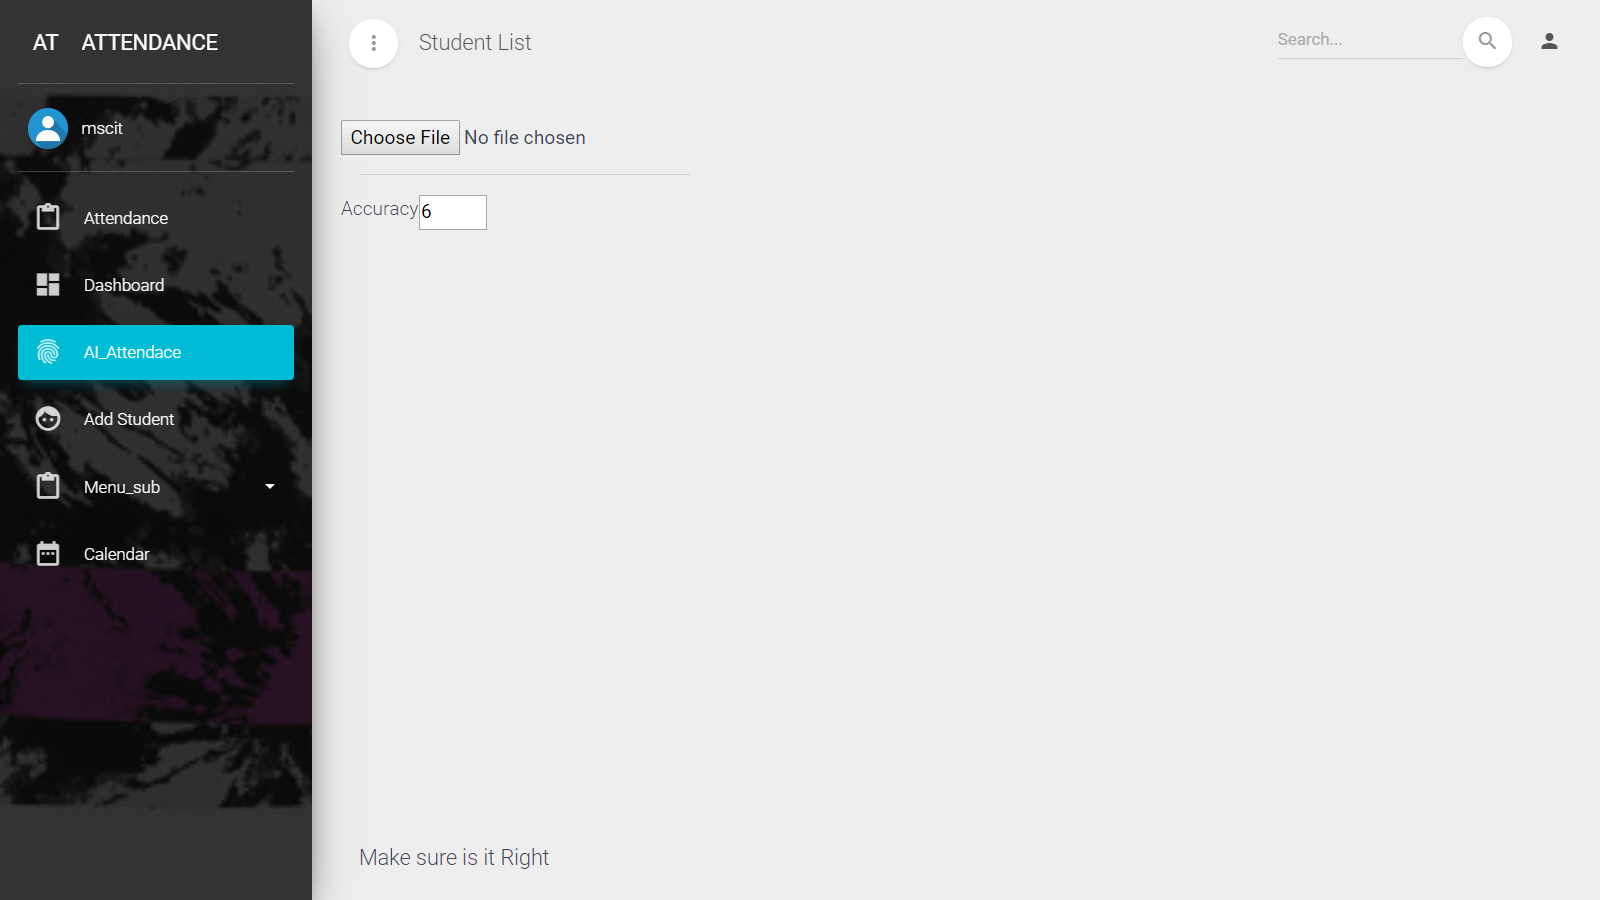 AT ATTENDANCE
mscit
Attendance
Dashboard
AI_Attendace
Add Student
Menu_sub
Calendar
Student List
Search...
Choose File No file chosen
Accuracy 6
Make sure is it Right